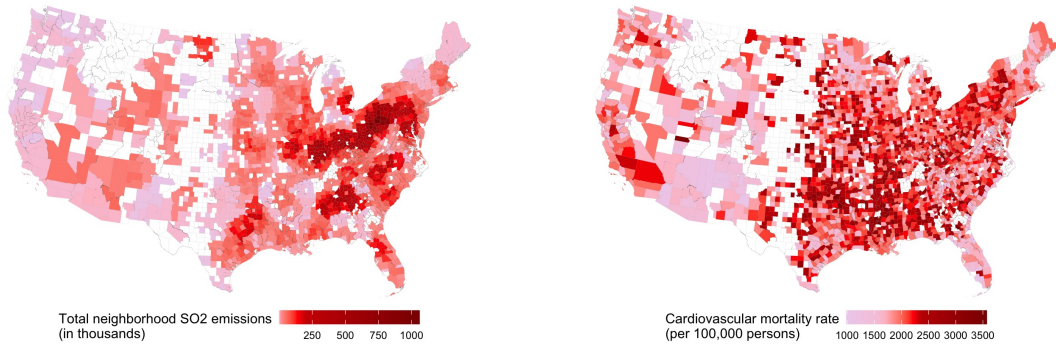 Total neighborhood SO2 emissions
(in thousands)
250 500 750 1000
Cardiovascular mortality rate
(per 100,000 persons)
1000 1500 2000 2500 3000 3500